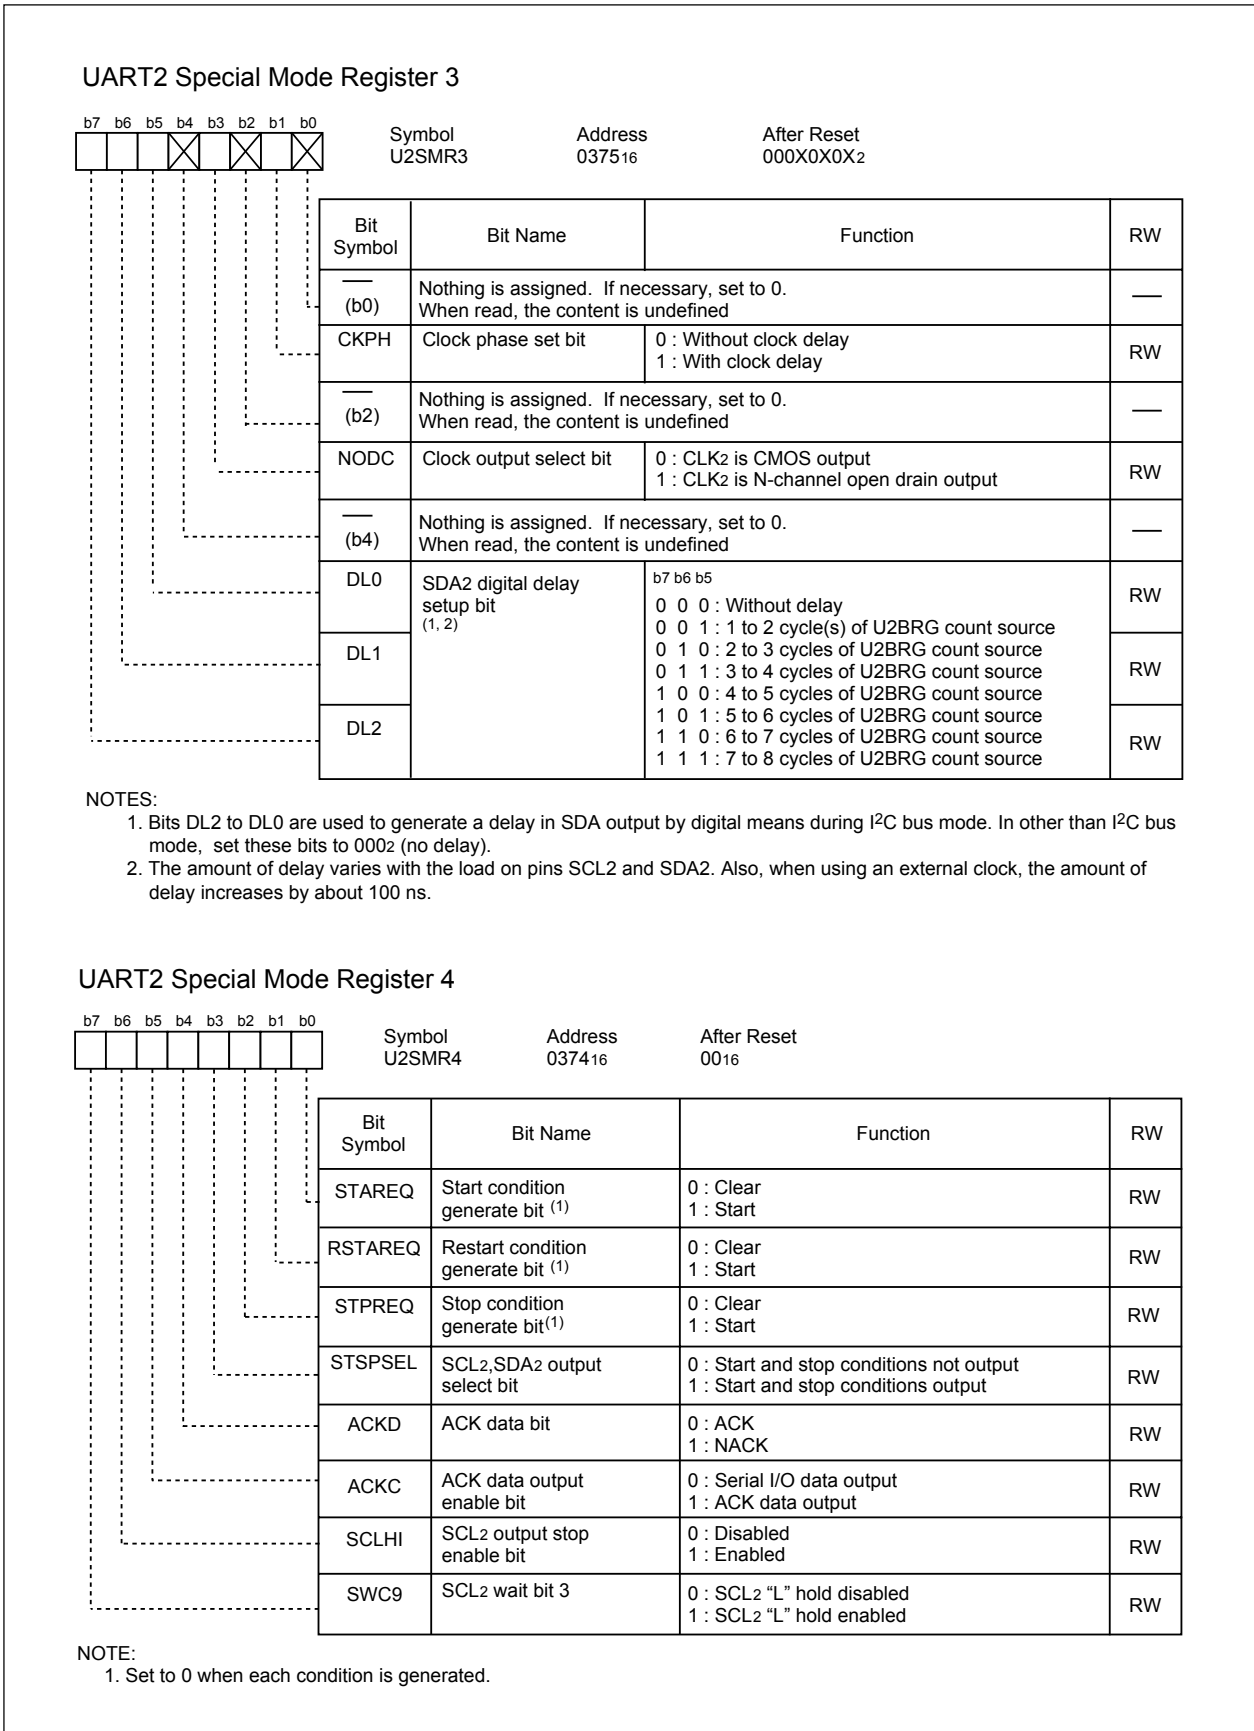 UART2 Special Mode Register 3
b7 b6 b5 b4 b3 b2 b1 b0
Symbol Address After Reset
U2SMR3 037516 000X0X0X2
Bit Symbol Bit Name Function RW
(b0) Nothing is assigned. If necessary, set to 0. —
When read, the content is undefined
CKPH Clock phase set bit 0 : Without clock delay RW
1 : With clock delay
(b2) Nothing is assigned. If necessary, set to 0. —
When read, the content is undefined
NODC Clock output select bit 0 : CLK2 is CMOS output RW
1 : CLK2 is N-channel open drain output
(b4) Nothing is assigned. If necessary, set to 0. —
When read, the content is undefined
DL0 SDA2 digital delay b7 b6 b5 RW
setup bit 0 0 0 : Without delay
(1, 2) 0 0 1 : 1 to 2 cycle(s) of U2BRG count source
DL1 0 1 0 : 2 to 3 cycles of U2BRG count source RW
0 1 1 : 3 to 4 cycles of U2BRG count source
1 0 0 : 4 to 5 cycles of U2BRG count source
DL2 1 0 1 : 5 to 6 cycles of U2BRG count source RW
1 1 0 : 6 to 7 cycles of U2BRG count source
1 1 1 : 7 to 8 cycles of U2BRG count source
NOTES:
1. Bits DL2 to DL0 are used to generate a delay in SDA output by digital means during I2C bus mode. In other than I2C bus
mode, set these bits to 0002 (no delay).
2. The amount of delay varies with the load on pins SCL2 and SDA2. Also, when using an external clock, the amount of
delay increases by about 100 ns.
UART2 Special Mode Register 4
b7 b6 b5 b4 b3 b2 b1 b0
Symbol Address After Reset
U2SMR4 037416 0016
Bit Symbol Bit Name Function RW
STAREQ Start condition 0 : Clear RW
generate bit (1) 1 : Start
RSTAREQ Restart condition 0 : Clear RW
generate bit (1) 1 : Start
STPREQ Stop condition 0 : Clear RW
generate bit(1) 1 : Start
STSPSEL SCL2,SDA2 output 0 : Start and stop conditions not output RW
select bit 1 : Start and stop conditions output
ACKD ACK data bit 0 : ACK RW
1 : NACK
ACKC ACK data output 0 : Serial I/O data output RW
enable bit 1 : ACK data output
SCLHI SCL2 output stop 0 : Disabled RW
enable bit 1 : Enabled
SWC9 SCL2 wait bit 3 0 : SCL2 “L” hold disabled RW
1 : SCL2 “L” hold enabled
NOTE:
1. Set to 0 when each condition is generated.